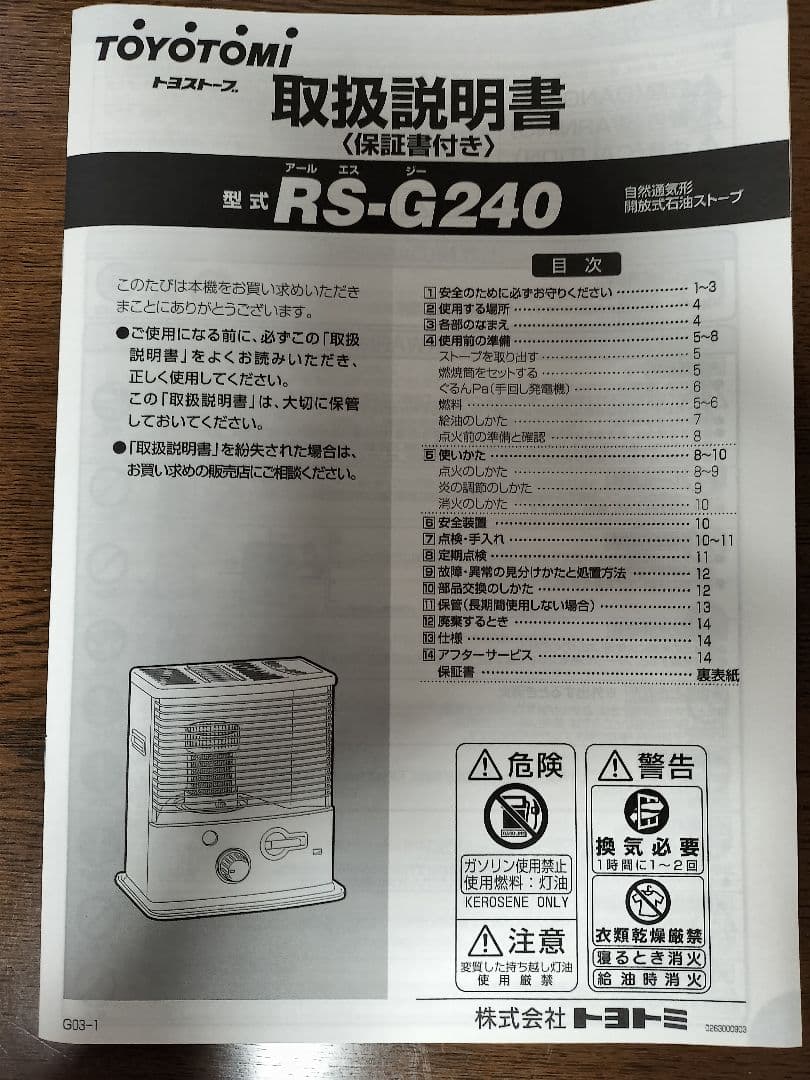 TOYOTOMI
トヨストーブ
取扱説明書
〈保証書付き〉
アール エス ジー
型式 RS-G240
自然通気形
開放式石油ストーブ
このたびは本機をお買い求めいただき
まことにありがとうございます。
●ご使用になる前に、必ずこの「取扱
説明書」をよくお読みいただき、
正しく使用してください。
この「取扱説明書」は、大切に保管
しておいてください。
●「取扱説明書」を紛失された場合は、
お買い求めの販売店にご相談ください。
目次
1 安全のために必ずお守りください 1~3
2 使用する場所 4
3 各部のなまえ 4
4 使用前の準備 5~8
ストーブを取り出す 5
燃焼筒をセットする 5
ぐるんPa(手回し発電機) 6
燃料 5~6
給油のしかた 7
点火前の準備と確認 8
5 使いかた 8~10
点火のしかた 8~9
炎の調節のしかた 9
消火のしかた 10
6 安全装置 10
7 点検・手入れ 10~11
8 定期点検 11
9 故障・異常の見分けかたと処置方法 12
10 部品交換のしかた 12
11 保管(長期間使用しない場合) 13
12 廃棄するとき 14
13 仕様 14
14 アフターサービス 14
保証書 裏表紙
危険
ガソリン使用禁止
使用燃料：灯油
KEROSENE ONLY
注意
変質した持ち越し灯油
使用厳禁
警告
換気必要
1時間に1~2回
衣類乾燥厳禁
寝るとき消火
給油時消火
株式会社トヨトミ
G03-1
0263000903